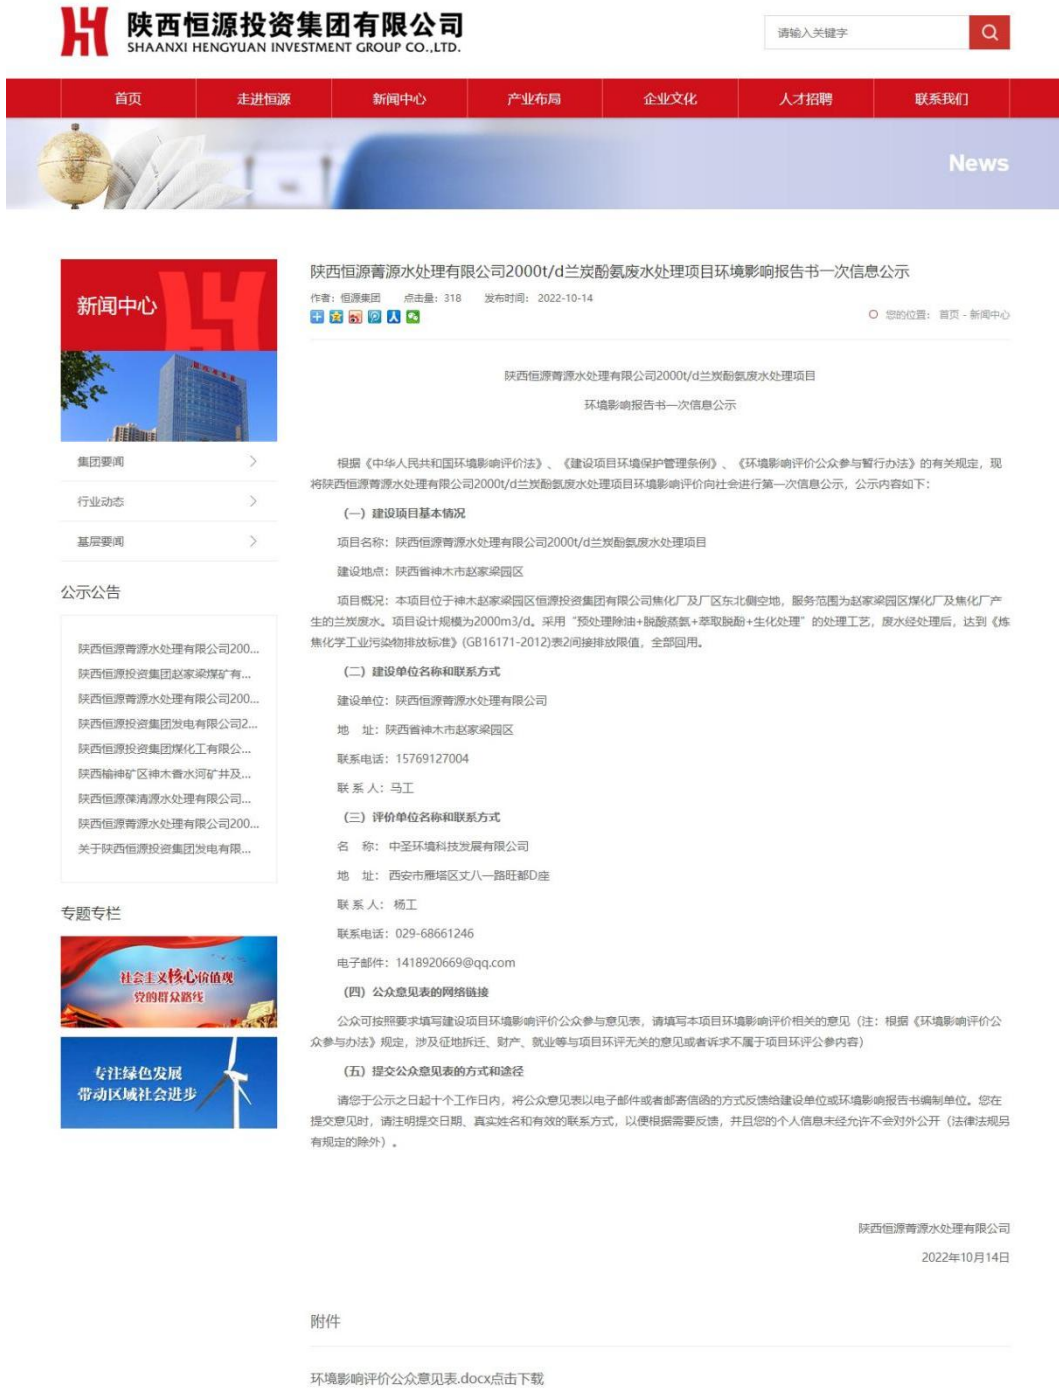 陕西恒源投资集团有限公司
SHAANXI HENGYUAN INVESTMENT GROUP CO.,LTD.
请输入关键字
首页 走进恒源 新闻中心 产业布局 企业文化 人才招聘 联系我们
News
新闻中心
集团要闻
行业动态
基层要闻
公示公告
陕西恒源菁源水处理有限公司200...
陕西恒源投资集团赵家梁煤矿有...
陕西恒源菁源水处理有限公司200...
陕西恒源投资集团发电有限公司2...
陕西恒源投资集团煤化工有限公...
陕西榆神矿区神木香水河矿井及...
陕西恒源葆清源水处理有限公司...
陕西恒源菁源水处理有限公司200...
关于陕西恒源投资集团发电有限...
专题专栏
社会主义核心价值观
党的群众路线
专注绿色发展
带动区域社会进步
陕西恒源菁源水处理有限公司2000t/d兰炭酚氨废水处理项目环境影响报告书一次信息公示
作者：恒源集团 点击量：318 发布时间：2022-10-14
您的位置： 首页 - 新闻中心
陕西恒源菁源水处理有限公司2000t/d兰炭酚氨废水处理项目
环境影响报告书一次信息公示
根据《中华人民共和国环境影响评价法》、《建设项目环境保护管理条例》、《环境影响评价公众参与暂行办法》的有关规定，现
将陕西恒源菁源水处理有限公司2000t/d兰炭酚氨废水处理项目环境影响评价向社会进行第一次信息公示，公示内容如下：
（一）建设项目基本情况
项目名称：陕西恒源菁源水处理有限公司2000t/d兰炭酚氨废水处理项目
建设地点：陕西省神木市赵家梁园区
项目概况：本项目位于神木赵家梁园区恒源投资集团有限公司焦化厂及厂区东北侧空地，服务范围为赵家梁园区煤化厂及焦化厂产
生的兰炭废水。项目设计规模为2000m3/d。采用“预处理除油+脱酸蒸氨+萃取脱酚+生化处理”的处理工艺，废水经处理后，达到《炼
焦化学工业污染物排放标准》(GB16171-2012)表2间接排放限值，全部回用。
（二）建设单位名称和联系方式
建设单位：陕西恒源菁源水处理有限公司
地 址：陕西省神木市赵家梁园区
联系电话：15769127004
联 系 人：马工
（三）评价单位名称和联系方式
名 称： 中圣环境科技发展有限公司
地 址： 西安市雁塔区丈八一路旺都D座
联 系 人： 杨工
联系电话：029-68661246
电子邮件：1418920669@qq.com
（四）公众意见表的网络链接
公众可按照要求填写建设项目环境影响评价公众参与意见表，请填写本项目环境影响评价相关的意见（注：根据《环境影响评价公
众参与办法》规定，涉及征地拆迁、财产、就业等与项目环评无关的意见或者诉求不属于项目环评公参内容）
（五）提交公众意见表的方式和途径
请您于公示之日起十个工作日内，将公众意见表以电子邮件或者邮寄信函的方式反馈给建设单位或环境影响报告书编制单位。您在
提交意见时，请注明提交日期、真实姓名和有效的联系方式，以便根据需要反馈，并且您的个人信息未经允许不会对外公开（法律法规另
有规定的除外）。
陕西恒源菁源水处理有限公司
2022年10月14日
附件
环境影响评价公众意见表.docx点击下载